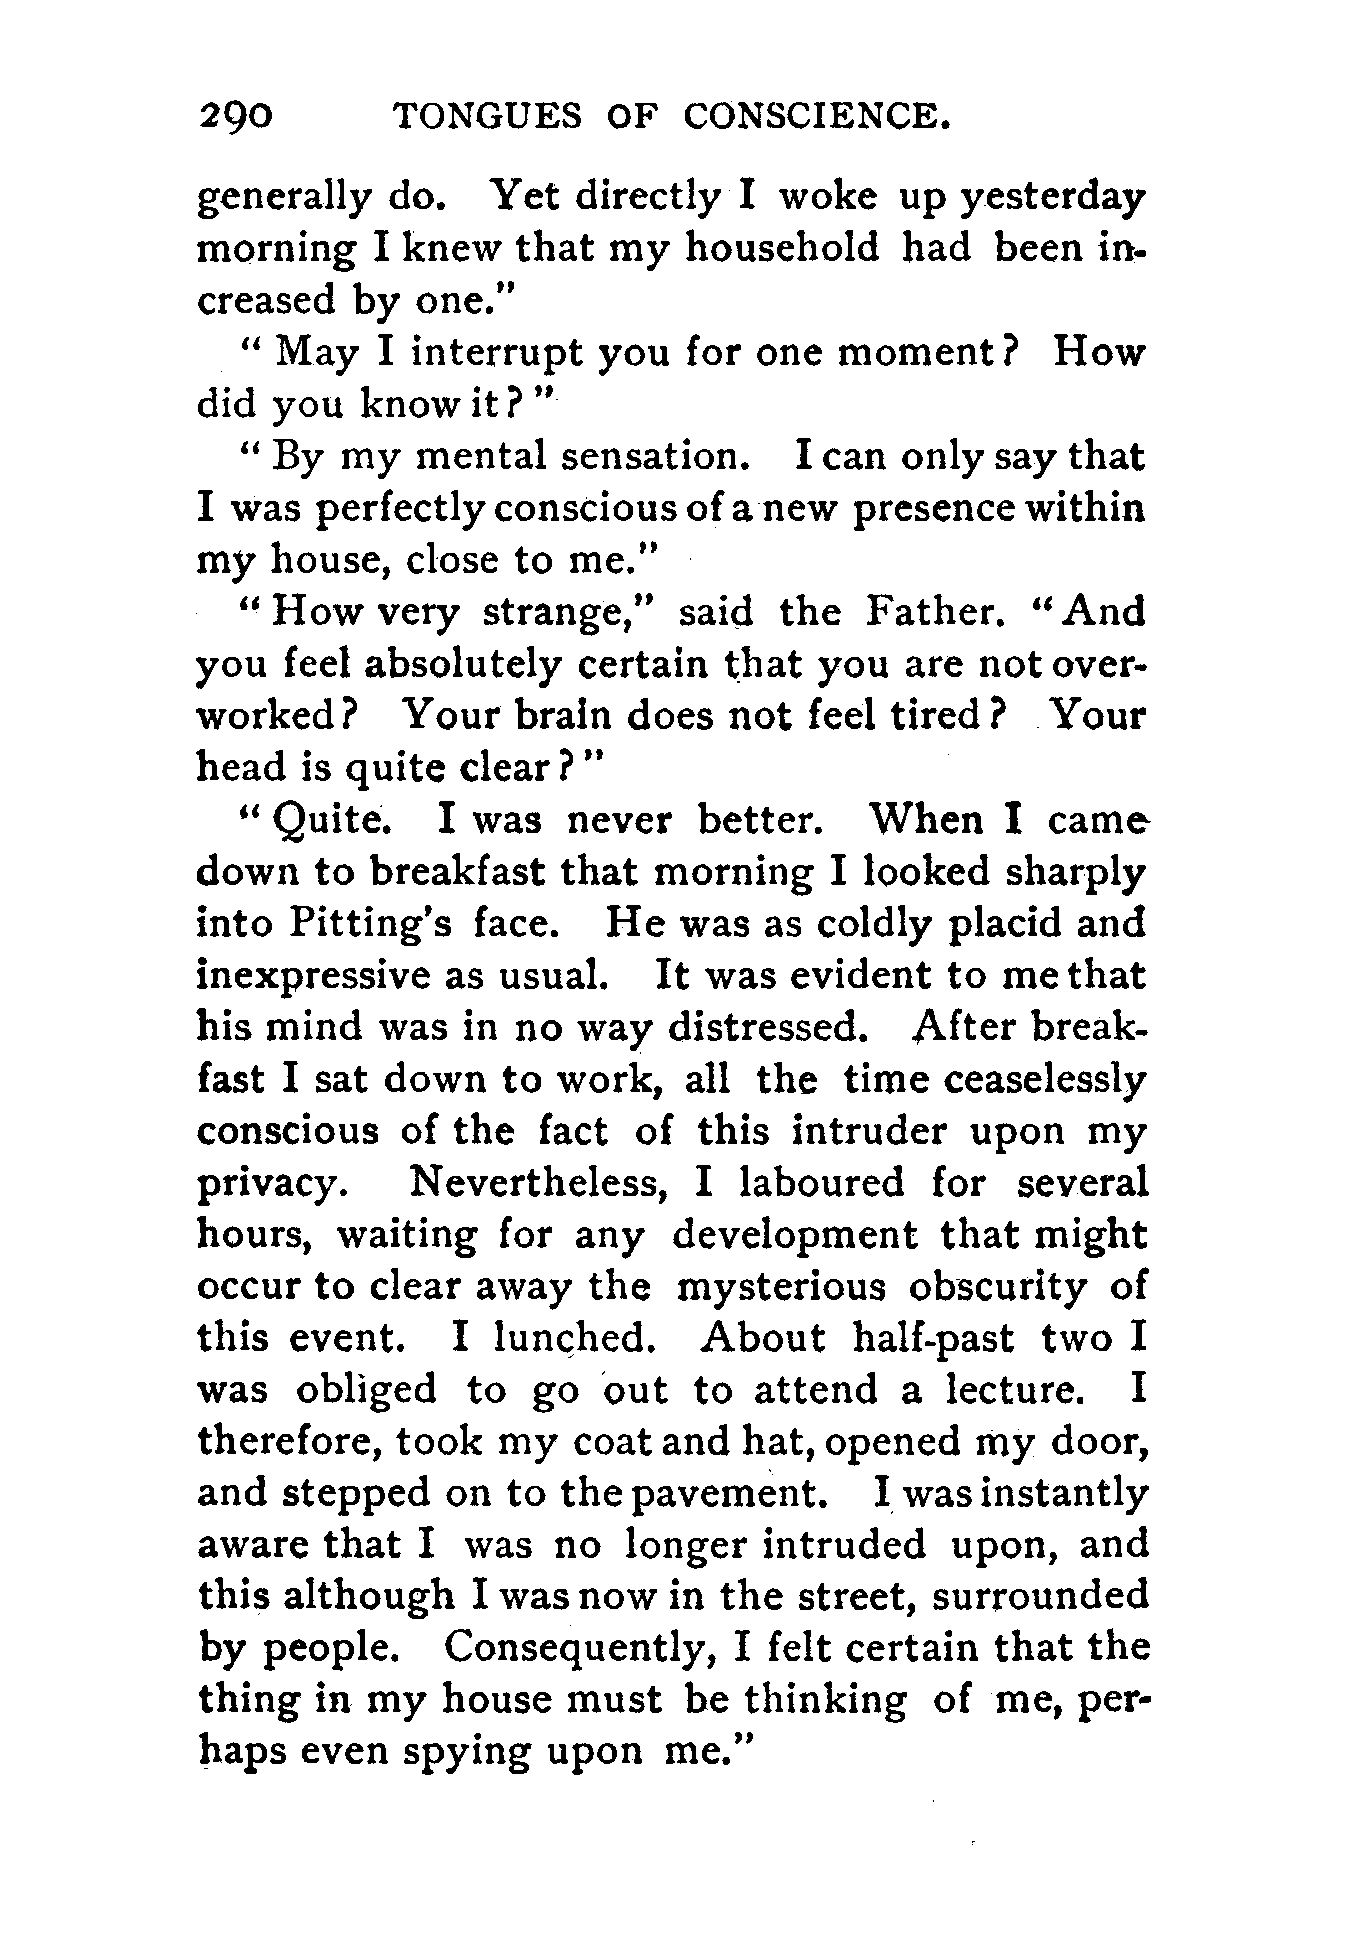 290 TONGUES OF CONSCIENCE.
generally do. Yet directly I woke up yesterday
morning I knew that my household had been in-
creased by one."
" May I interrupt you for one moment? How
did you know it? "
" By my mental sensation. I can only say that
I was perfectly conscious of a new presence within
my house, close to me."
" How very strange," said the Father. " And
you feel absolutely certain that you are not over-
worked? Your brain does not feel tired? Your
head is quite clear? "
" Quite. I was never better. When I came
down to breakfast that morning I looked sharply
into Pitting's face. He was as coldly placid and
inexpressive as usual. It was evident to me that
his mind was in no way distressed. After break-
fast I sat down to work, all the time ceaselessly
conscious of the fact of this intruder upon my
privacy. Nevertheless, I laboured for several
hours, waiting for any development that might
occur to clear away the mysterious obscurity of
this event. I lunched. About half-past two I
was obliged to go out to attend a lecture. I
therefore, took my coat and hat, opened my door,
and stepped on to the pavement. I was instantly
aware that I was no longer intruded upon, and
this although I was now in the street, surrounded
by people. Consequently, I felt certain that the
thing in my house must be thinking of me, per-
haps even spying upon me."